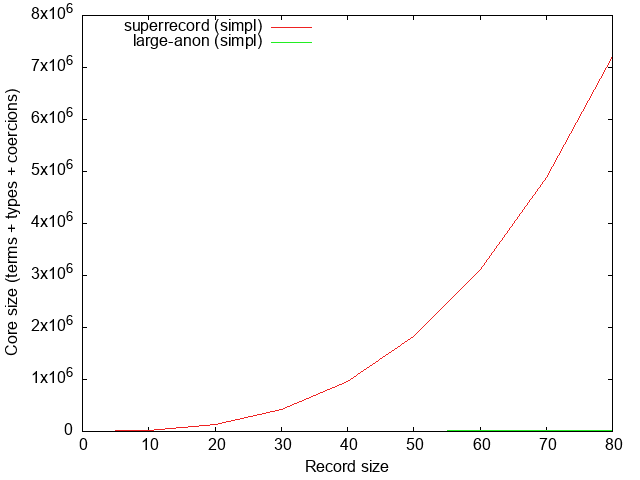 8x10^6
superrecord (simpl)
large-anon (simpl)
7x10^6
6x10^6
5x10^6
4x10^6
3x10^6
2x10^6
1x10^6
0
Core size (terms + types + coercions)
0 10 20 30 40 50 60 70 80
Record size